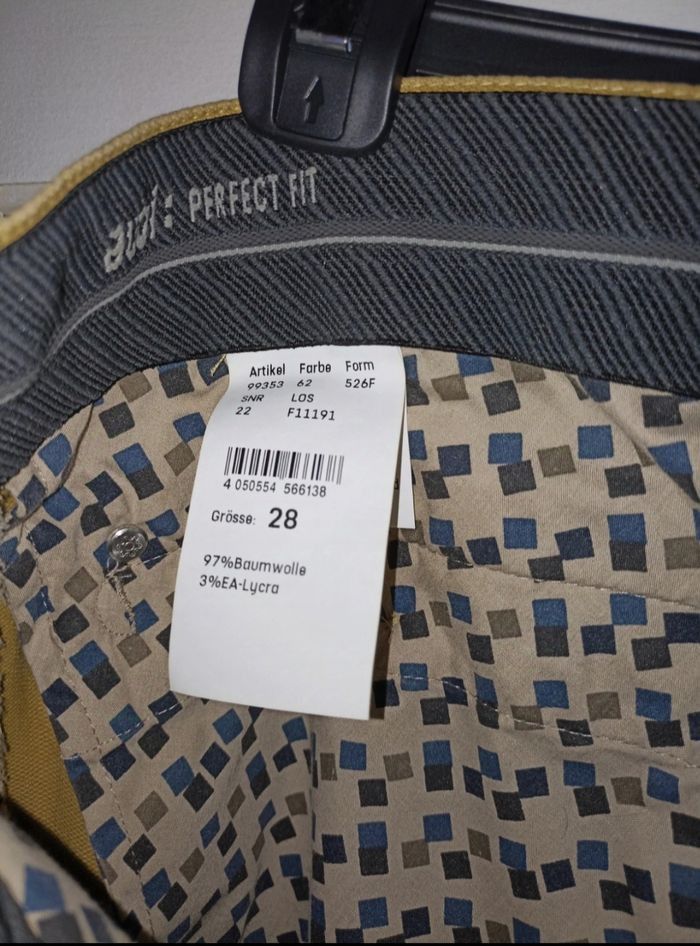 aubi: PERFECT FIT
Artikel Farbe Form
99353 62 526F
SNR LOS
22 F11191
4 050554 566138
Grösse: 28
97%Baumwolle
3%EA-Lycra